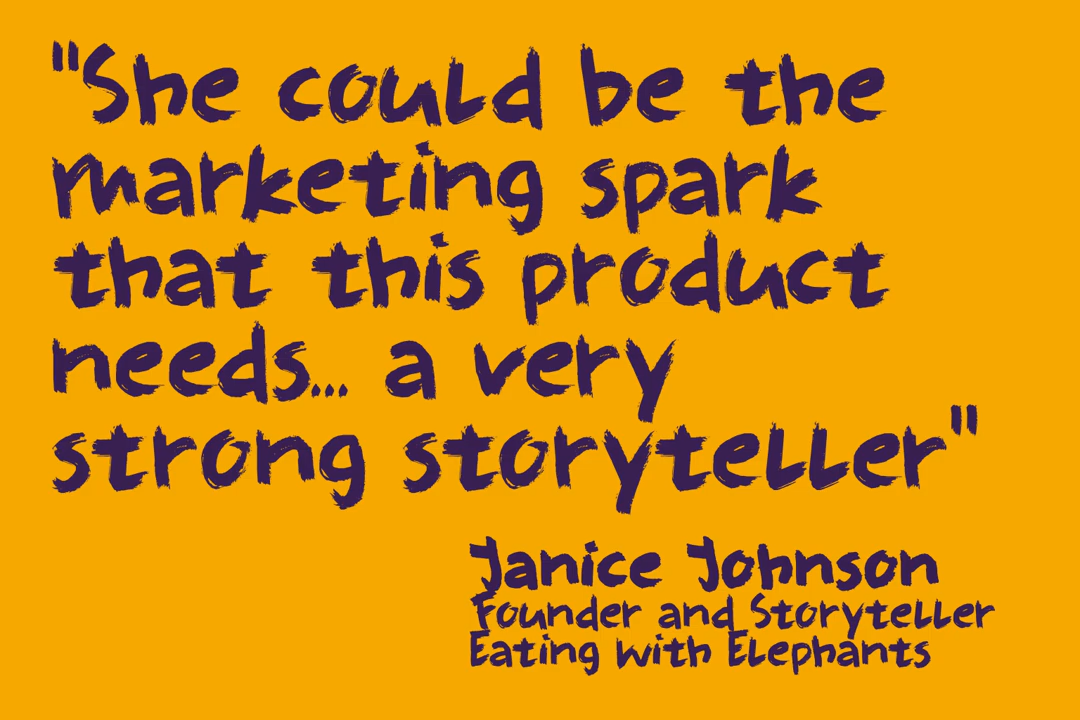 "She could be the
marketing spark
that this product
needs... a very
strong storyteller"
Janice Johnson
Founder and Storyteller
Eating with Elephants